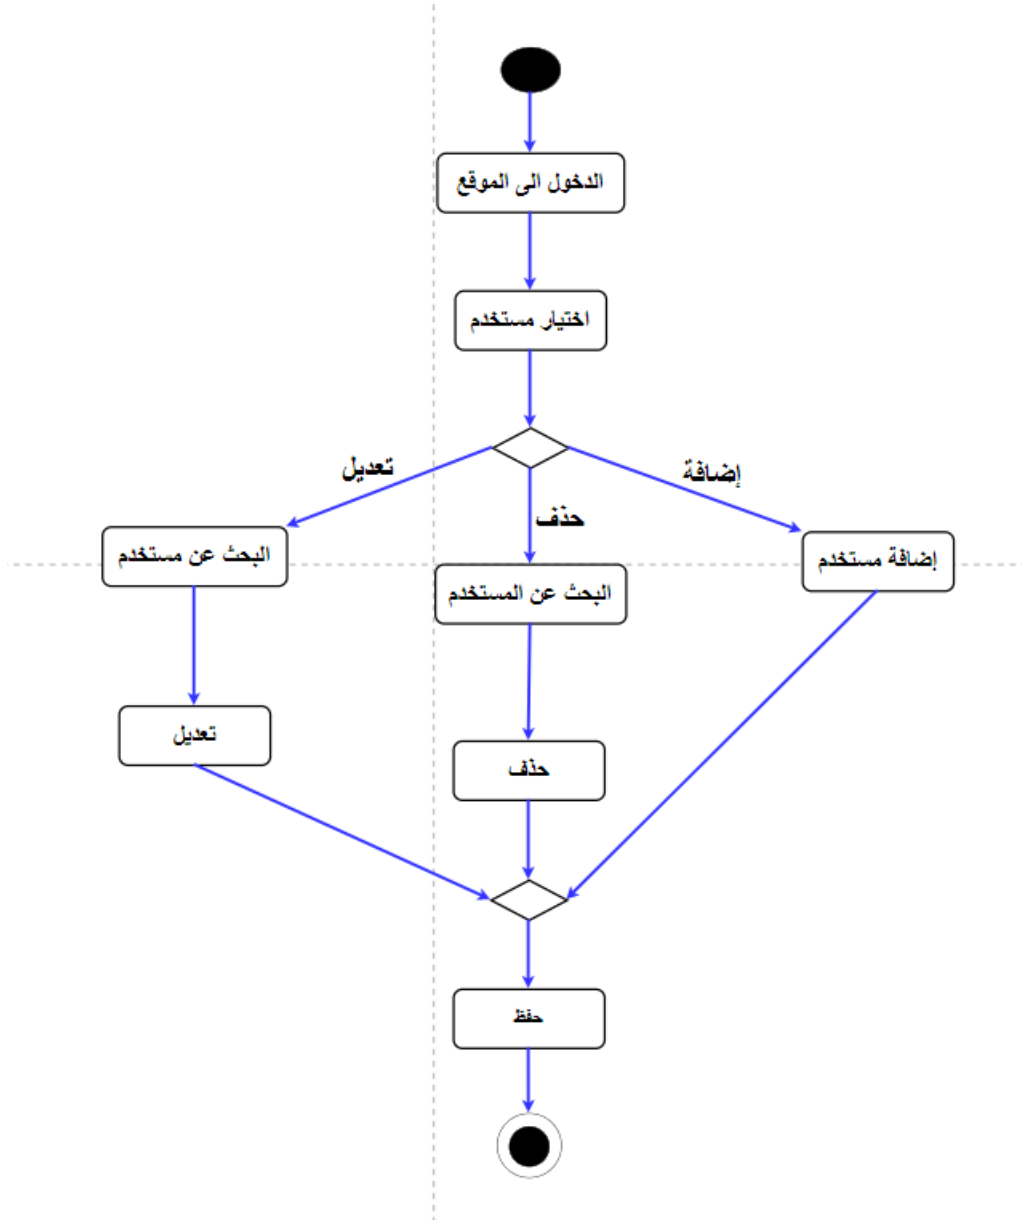 الدخول الى الموقع
اختيار مستخدم
إضافة
حذف
تعديل
إضافة مستخدم
البحث عن المستخدم
البحث عن مستخدم
تعديل
حذف
حفظ